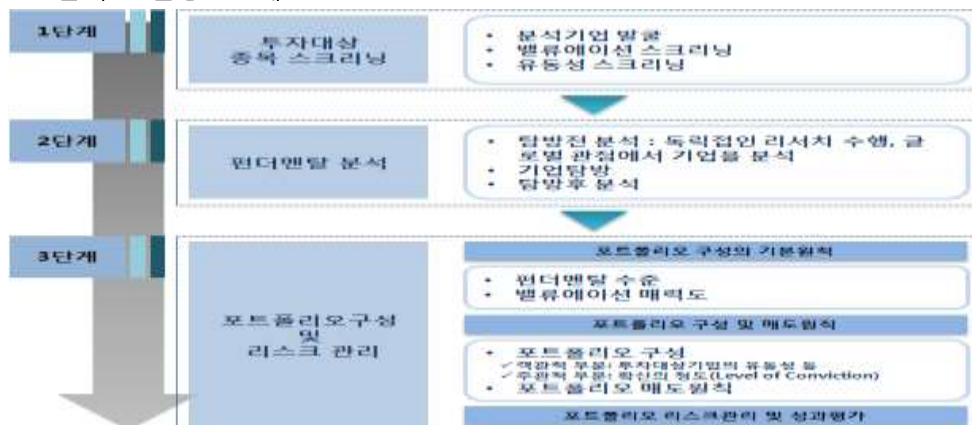 1단계
투자대상
종목 스크리닝
• 분석기업 발굴
• 밸류에이션 스크리닝
• 유동성 스크리닝
2단계
펀더멘탈 분석
• 탐방전 분석 : 독립적인 리서치 수행, 글
로벌 관점에서 기업을 분석
• 기업탐방
• 탐방후 분석
3단계
포트폴리오구성
및
리스크 관리
포트폴리오 구성의 기본원칙
• 펀더멘탈 수준
• 밸류에이션 매력도
포트폴리오 구성 및 매도원칙
• 포트폴리오 구성
✓ 객관적 부분: 투자대상기업의 유동성 등
✓ 주관적 부분: 확신의 정도(Level of Conviction)
• 포트폴리오 매도원칙
포트폴리오 리스크관리 및 성과평가